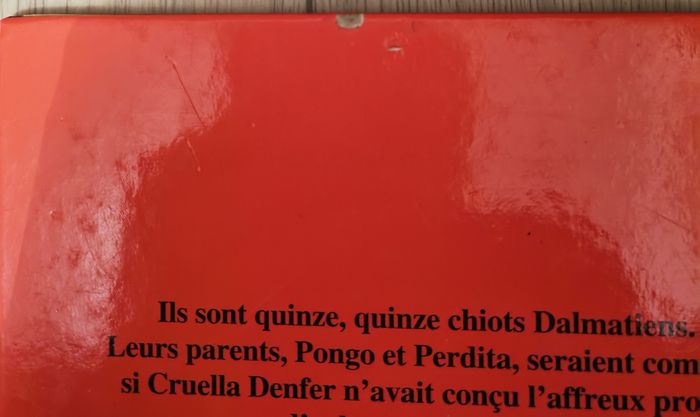 Ils sont quinze, quinze chiots Dalmatiens.
Leurs parents, Pongo et Perdita, seraient com
si Cruella Denfer n'avait conçu l'affreux pro